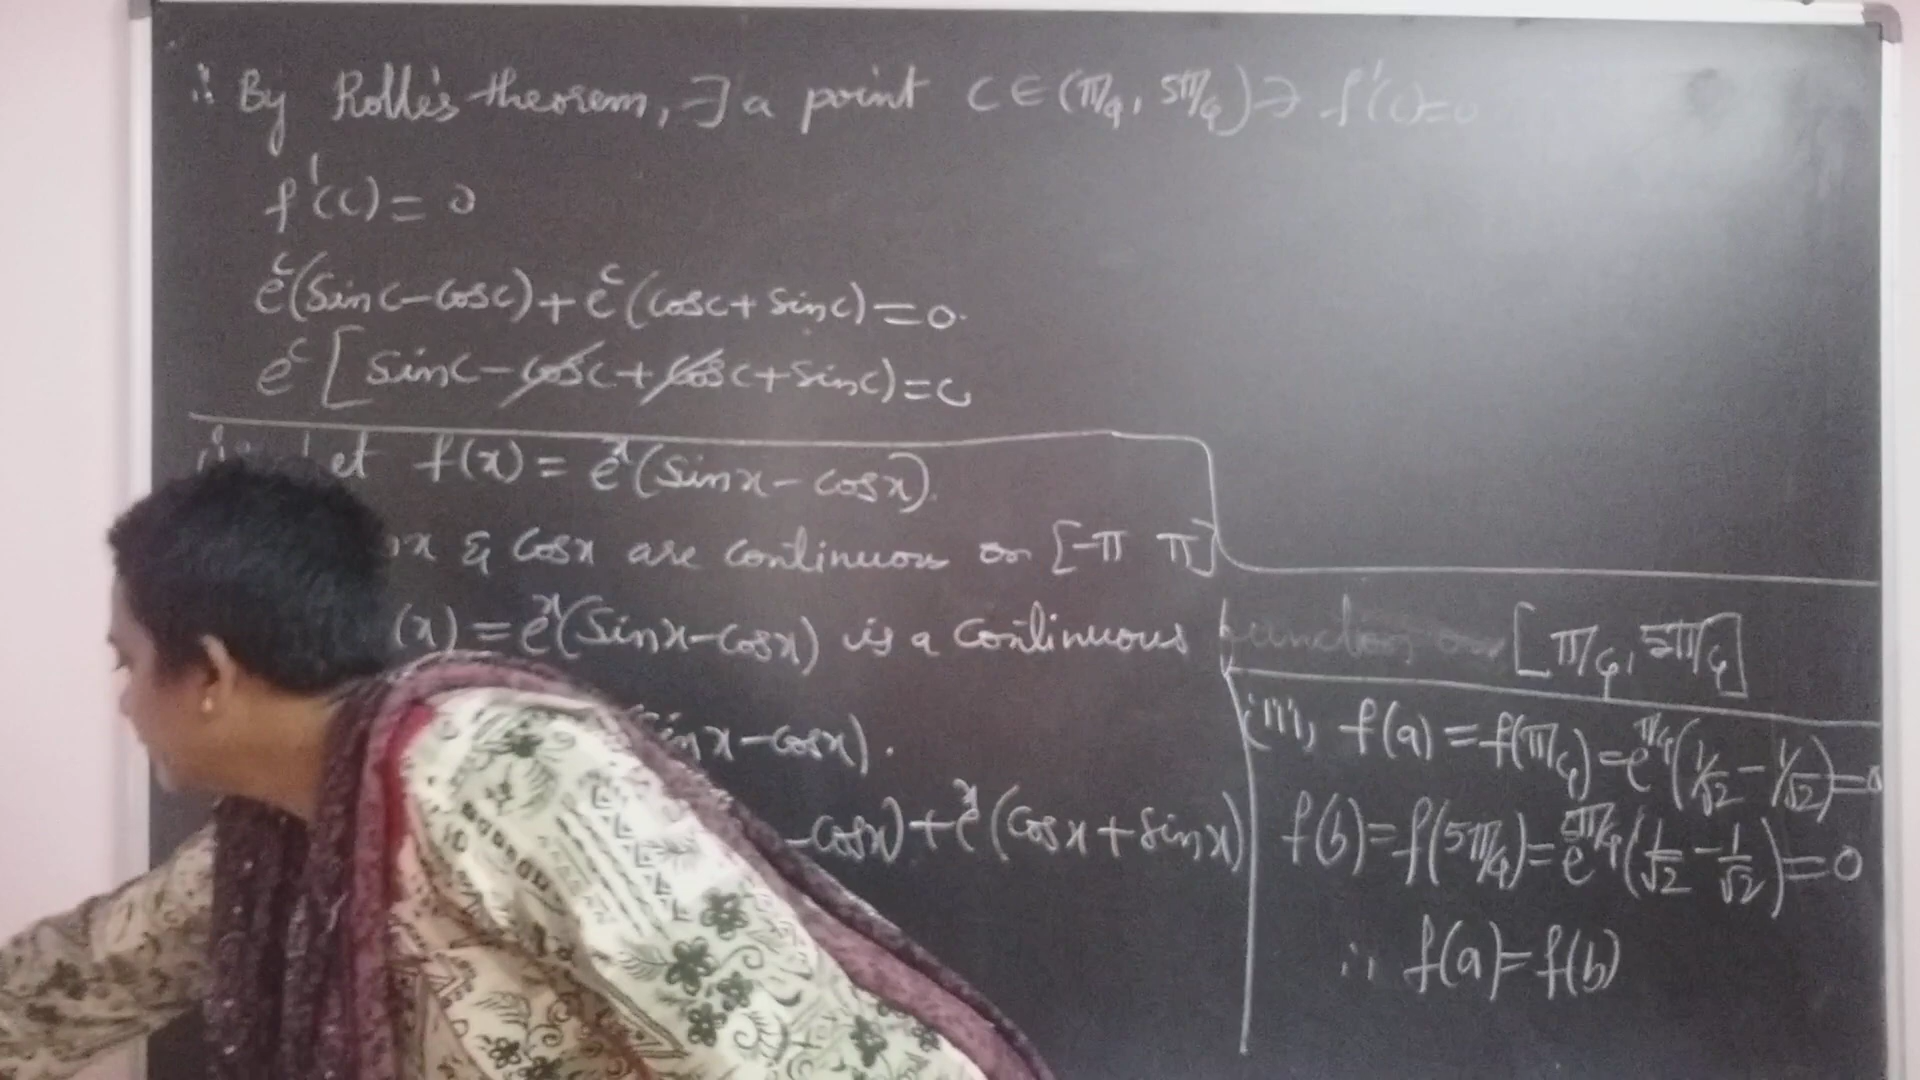 ∴ By Rolle's theorem, ∃ a point C ∈ (π/4, 5π/4) ∋ f'(c)=0
f'(c) = 0
e^c(Sinc-cosc)+e^c(cosc+sinc)=0.
e^c[sinc-cosc+cosc+sinc)=0
Let f(x) = e^x(sinx-cosx).
x & cosx are continuous on [-π π]
(x) = e^x(Sinx-cosx) is a continuous function on [π/4, 5π/4]
Sinx-cosx).
-cosx)+e^x(cosx+sinx)
(iii) f(a) = f(π/4) = e^π/4(1/√2 - 1/√2)=0
f(b) = f(5π/4) = e^5π/4(1/√2 - 1/√2)=0
∴ f(a)=f(b)